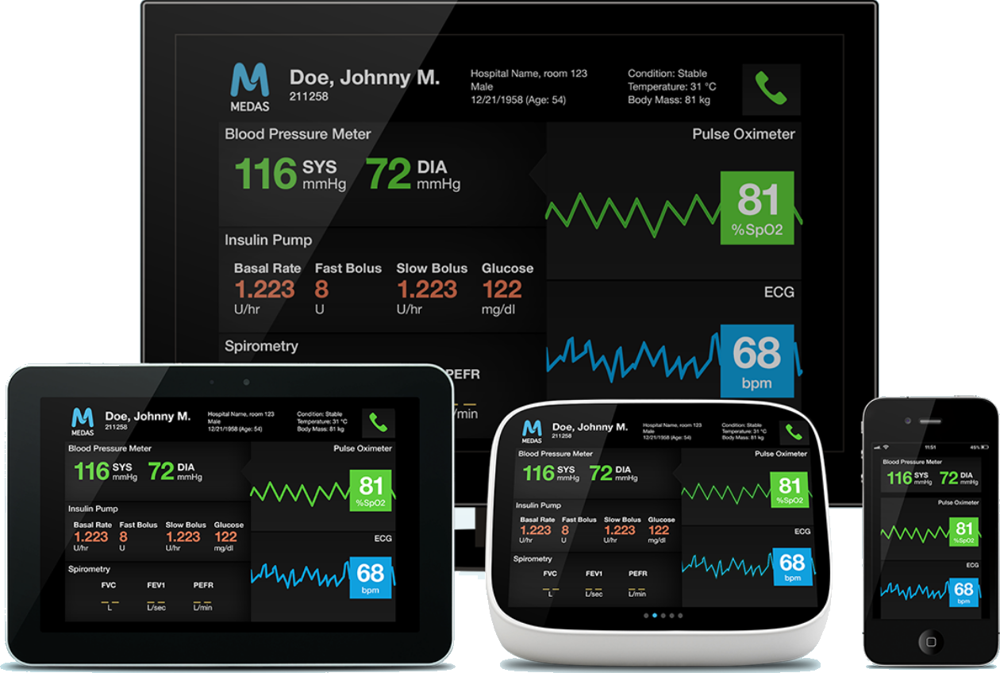 MEDAS
Doe, Johnny M.
211258
Hospital Name, room 123
Male
12/21/1958 (Age: 54)
Condition: Stable
Temperature: 31 °C
Body Mass: 81 kg
Blood Pressure Meter
116 SYS mmHg 72 DIA mmHg
Pulse Oximeter
81
%SpO2
Insulin Pump
Basal Rate Fast Bolus Slow Bolus Glucose
1.223 8 1.223 122
U/hr U U/hr mg/dl
ECG
68
bpm
Spirometry
PEFR
/min
MEDAS
Doe, Johnny M.
211258
Hospital Name, room 123
Male
12/21/1958 (Age: 54)
Condition: Stable
Temperature: 31 °C
Body Mass: 81 kg
Blood Pressure Meter
116 SYS mmHg 72 DIA mmHg
Pulse Oximeter
81
%SpO2
Insulin Pump
Basal Rate Fast Bolus Slow Bolus Glucose
1.223 8 1.223 122
U/hr U U/hr mg/dl
ECG
68
bpm
Spirometry
FVC FEV1 PEFR
L L/sec L/min
MEDAS
Doe, Johnny M.
211258
Hospital Name, room 123
Male
12/21/1958 (Age: 54)
Condition: Stable
Temperature: 31 °C
Body Mass: 81 kg
Blood Pressure Meter
116 SYS mmHg 72 DIA mmHg
Pulse Oximeter
81
%SpO2
Insulin Pump
Basal Rate Fast Bolus Slow Bolus Glucose
1.223 8 1.223 122
U/hr U U/hr mg/dl
ECG
68
bpm
Spirometry
FVC FEV1 PEFR
L L/sec L/min
11:51 45%
Blood Pressure Meter
116 SYS mmHg 72 DIA mmHg
Pulse Oximeter
81
%SpO2
ECG
68
bpm